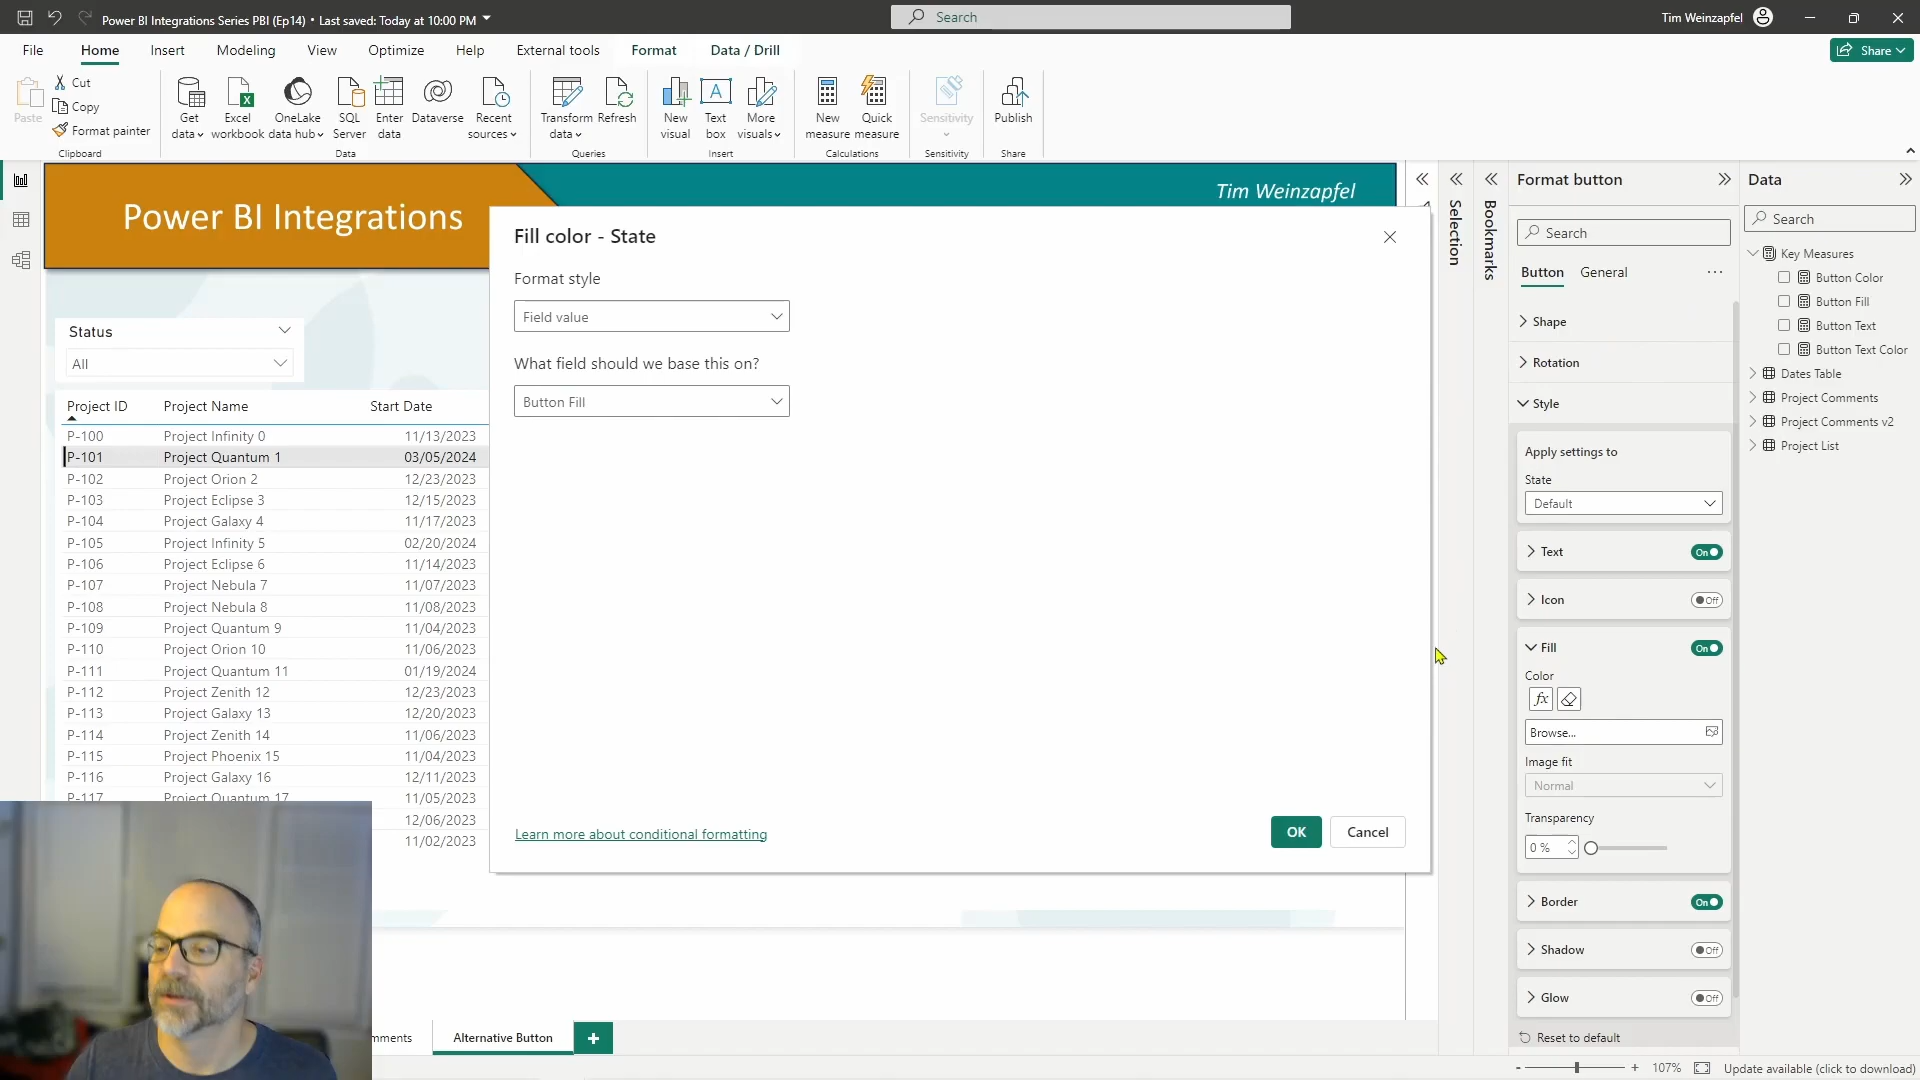 Power BI Integrations Series PBI (Ep14) • Last saved: Today at 10:00 PM
Search
Tim Weinzapfel
File
Home
Insert
Modeling
View
Optimize
Help
External tools
Format
Data / Drill
Share
Paste
Cut
Copy
Format painter
Clipboard
Get data
Excel workbook
OneLake data hub
SQL Server
Enter data
Dataverse
Recent sources
Data
Transform data
Refresh
Queries
New visual
Text box
More visuals
Insert
New measure
Quick measure
Calculations
Sensitivity
Sensitivity
Publish
Share
Power BI Integrations
Tim Weinzapfel
Status
All
Project ID Project Name Start Date
P-100 Project Infinity 0 11/13/2023
P-101 Project Quantum 1 03/05/2024
P-102 Project Orion 2 12/23/2023
P-103 Project Eclipse 3 12/15/2023
P-104 Project Galaxy 4 11/17/2023
P-105 Project Infinity 5 02/20/2024
P-106 Project Eclipse 6 11/14/2023
P-107 Project Nebula 7 11/07/2023
P-108 Project Nebula 8 11/08/2023
P-109 Project Quantum 9 11/04/2023
P-110 Project Orion 10 11/06/2023
P-111 Project Quantum 11 01/19/2024
P-112 Project Zenith 12 12/23/2023
P-113 Project Galaxy 13 12/20/2023
P-114 Project Zenith 14 11/06/2023
P-115 Project Phoenix 15 11/04/2023
P-116 Project Galaxy 16 12/11/2023
P-117 Project Quantum 17 11/05/2023
12/06/2023
11/02/2023
Fill color - State
Format style
Field value
What field should we base this on?
Button Fill
Learn more about conditional formatting
OK
Cancel
mments
Alternative Button
Selection
Bookmarks
Format button
Search
Button
General
Shape
Rotation
Style
Apply settings to
State
Default
Text On
Icon Off
Fill On
Color
fx
Browse...
Image fit
Normal
Transparency
0 %
Border On
Shadow Off
Glow Off
Reset to default
Data
Search
Key Measures
Button Color
Button Fill
Button Text
Button Text Color
Dates Table
Project Comments
Project Comments v2
Project List
- + 107%
Update available (click to download)